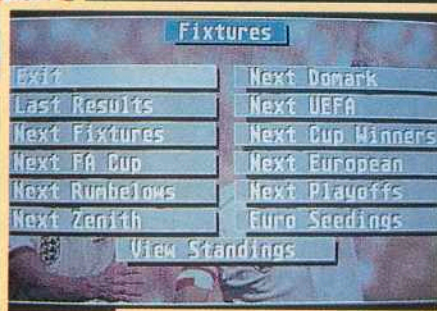 Fixtures
Exit
Last Results
Next Fixtures
Next FA Cup
Next Rumbelows
Next Zenith
Next Domark
Next UEFA
Next Cup Winners
Next European
Next Playoffs
Euro Seedings
View Standings